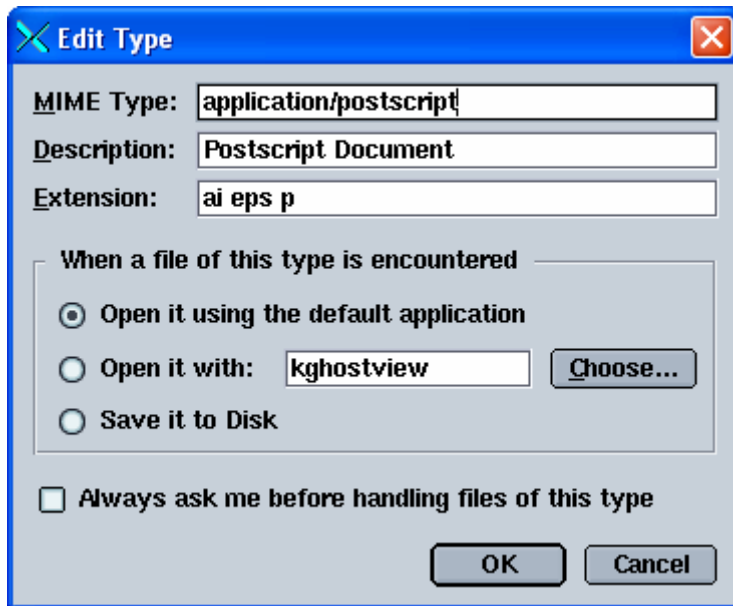 Edit Type
MIME Type: application/postscript
Description: Postscript Document
Extension: ai eps p
When a file of this type is encountered
Open it using the default application
Open it with: kghostview Choose...
Save it to Disk
Always ask me before handling files of this type
OK Cancel